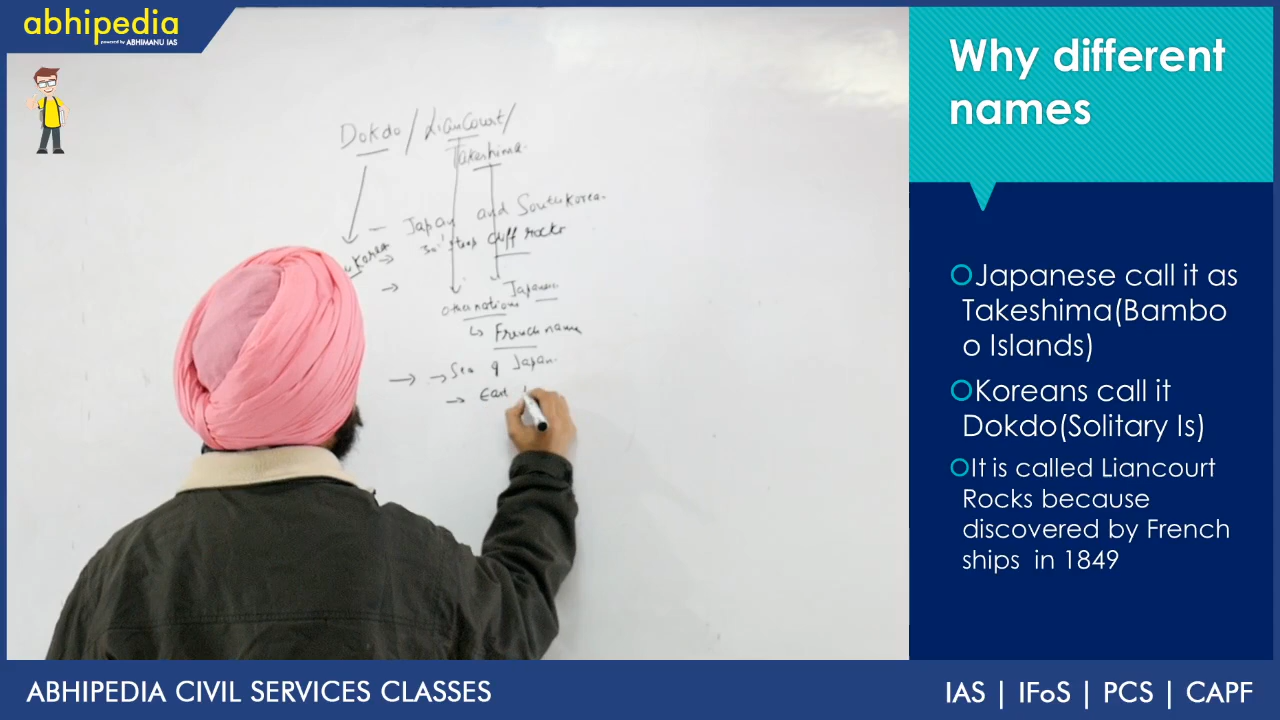 abhipedia
powered by ABHIMANU IAS
Dokdo / LianCourt /
Takeshima.
– Japan and South Korea.
Korea → 30' steep cliff rocks
→
Japanese
other nations
↳ French name
→ → Sea of Japan.
→ East
Why different
names
Japanese call it as
Takeshima(Bambo
o Islands)
Koreans call it
Dokdo(Solitary Is)
It is called Liancourt
Rocks because
discovered by French
ships in 1849
ABHIPEDIA CIVIL SERVICES CLASSES
IAS | IFoS | PCS | CAPF